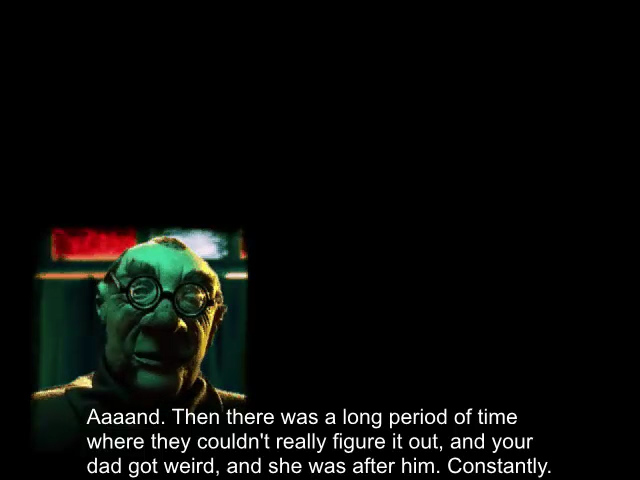 Aaaand. Then there was a long period of time
where they couldn't really figure it out, and your
dad got weird, and she was after him. Constantly.